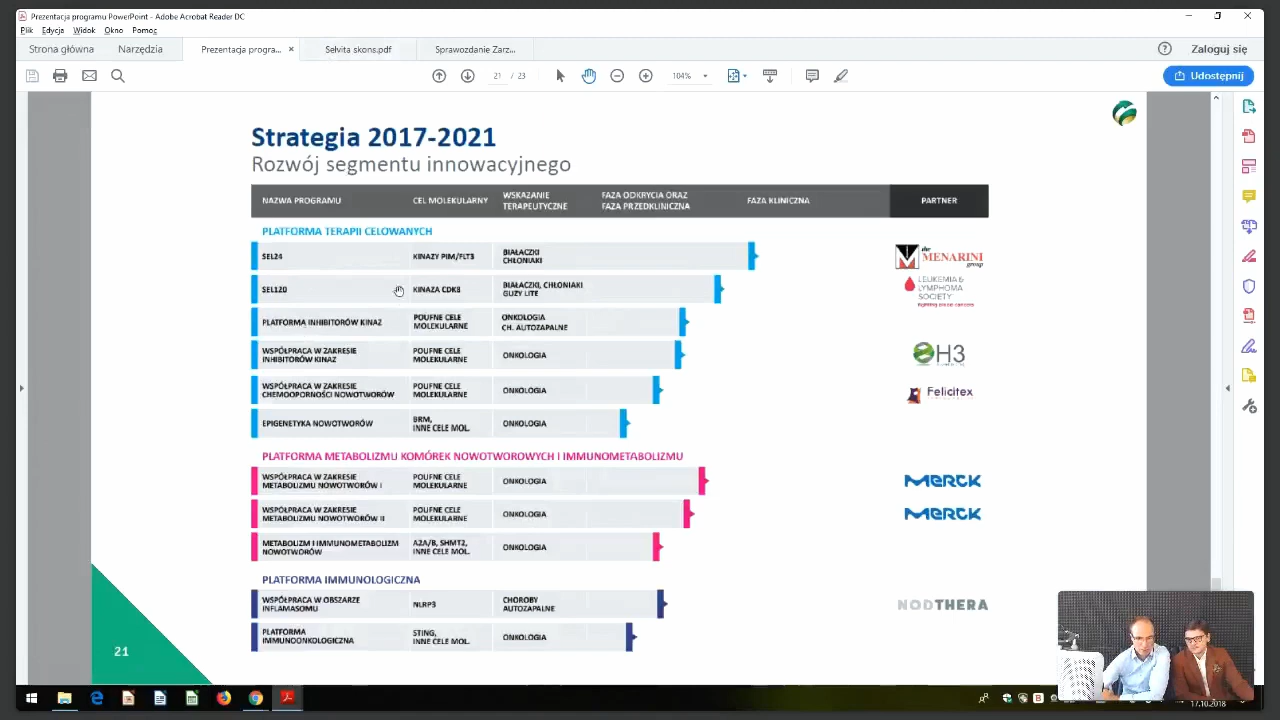 Prezentacja programu PowerPoint - Adobe Acrobat Reader DC
Plik Edycja Widok Okno Pomoc
Strona główna Narzędzia Prezentacja progra... × Selvita skons.pdf Sprawozdanie Zarz... Zaloguj się
21 / 23 104% Udostępnij
Strategia 2017-2021
Rozwój segmentu innowacyjnego
NAZWA PROGRAMU CEL MOLEKULARNY WSKAZANIE TERAPEUTYCZNE FAZA ODKRYCIA ORAZ FAZA PRZEDKLINICZNA FAZA KLINICZNA PARTNER
PLATFORMA TERAPII CELOWANYCH
SEL24 KINAZY PIM/FLT3 BIAŁACZKI CHŁONIAKI the MENARINI group
SEL120 KINAZA CDK8 BIAŁACZKI, CHŁONIAKI GUZY LITE LEUKEMIA & LYMPHOMA SOCIETY fighting blood cancers
PLATFORMA INHIBITORÓW KINAZ POUFNE CELE MOLEKULARNE ONKOLOGIA CH. AUTOZAPALNE
WSPÓŁPRACA W ZAKRESIE INHIBITORÓW KINAZ POUFNE CELE MOLEKULARNE ONKOLOGIA H3
WSPÓŁPRACA W ZAKRESIE CHEMOOPORNOŚCI NOWOTWORÓW POUFNE CELE MOLEKULARNE ONKOLOGIA Felicitex
EPIGENETYKA NOWOTWORÓW BRM, INNE CELE MOL. ONKOLOGIA
PLATFORMA METABOLIZMU KOMÓREK NOWOTWOROWYCH I IMMUNOMETABOLIZMU
WSPÓŁPRACA W ZAKRESIE METABOLIZMU NOWOTWORÓW I POUFNE CELE MOLEKULARNE ONKOLOGIA MERCK
WSPÓŁPRACA W ZAKRESIE METABOLIZMU NOWOTWORÓW II POUFNE CELE MOLEKULARNE ONKOLOGIA MERCK
METABOLIZM I IMMUNOMETABOLIZM NOWOTWORÓW A2A/B, SHMT2, INNE CELE MOL. ONKOLOGIA
PLATFORMA IMMUNOLOGICZNA
WSPÓŁPRACA W OBSZARZE INFLAMASOMU NLRP3 CHOROBY AUTOZAPALNE NODTHERA
PLATFORMA IMMUNOONKOLOGICZNA STING, INNE CELE MOL. ONKOLOGIA
21
17.10.2018